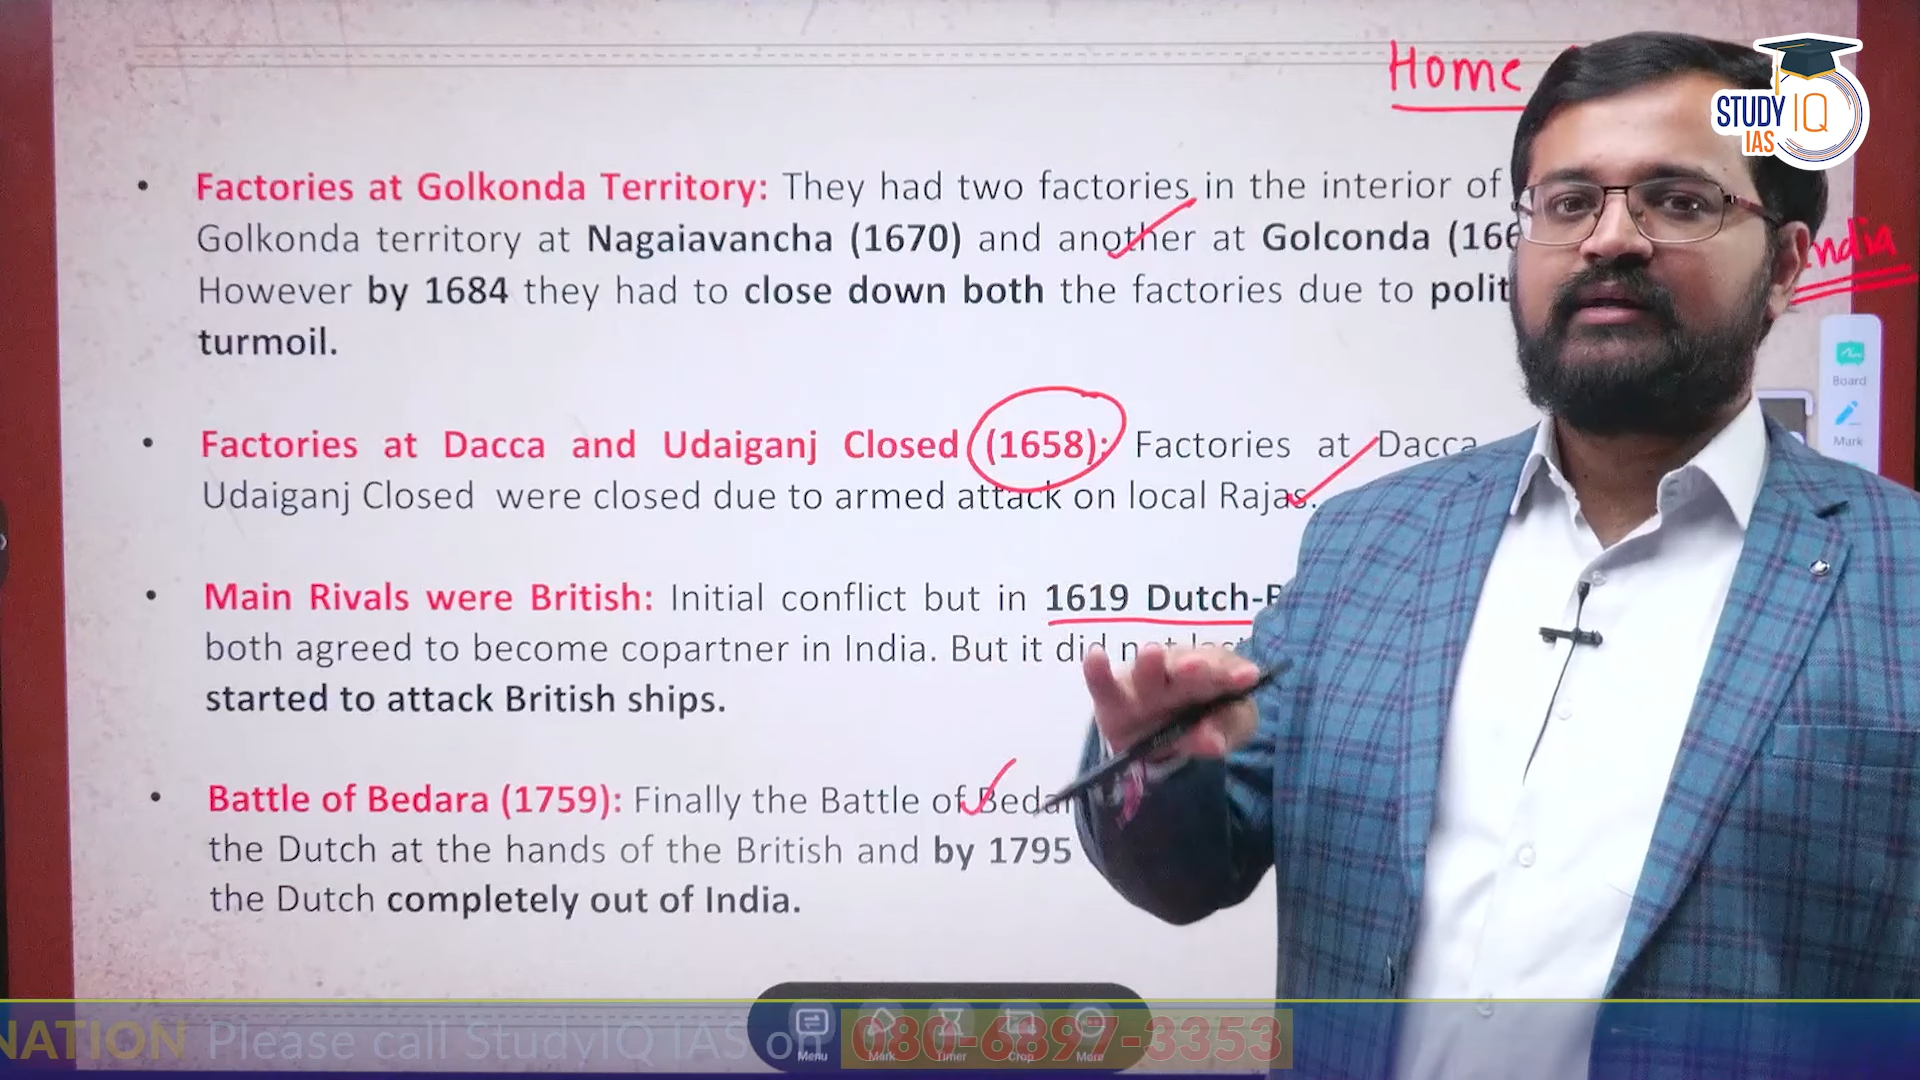 Home
STUDY IQ
IAS
Factories at Golkonda Territory: They had two factories in the interior of
Golkonda territory at Nagaiavancha (1670) and another at Golconda (166
India
However by 1684 they had to close down both the factories due to polit
turmoil.
Board
Mark
Factories at Dacca and Udaiganj Closed (1658): Factories at Dacca
Udaiganj Closed were closed due to armed attack on local Rajas.
Main Rivals were British: Initial conflict but in 1619 Dutch-
both agreed to become copartner in India. But it did not last
started to attack British ships.
Battle of Bedara (1759): Finally the Battle of Bedar
the Dutch at the hands of the British and by 1795
the Dutch completely out of India.
NATION Please call StudyIQ IAS on 080-6897-3353
Menu Mark Timer Crop More